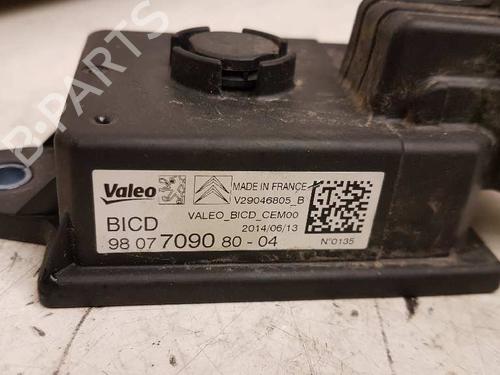 B-PARTS
Valeo
MADE IN FRANCE
V29046805_B
VALEO_BICD_CEM00
BICD
2014/06/13
98 07 7090 80-04
N°0135